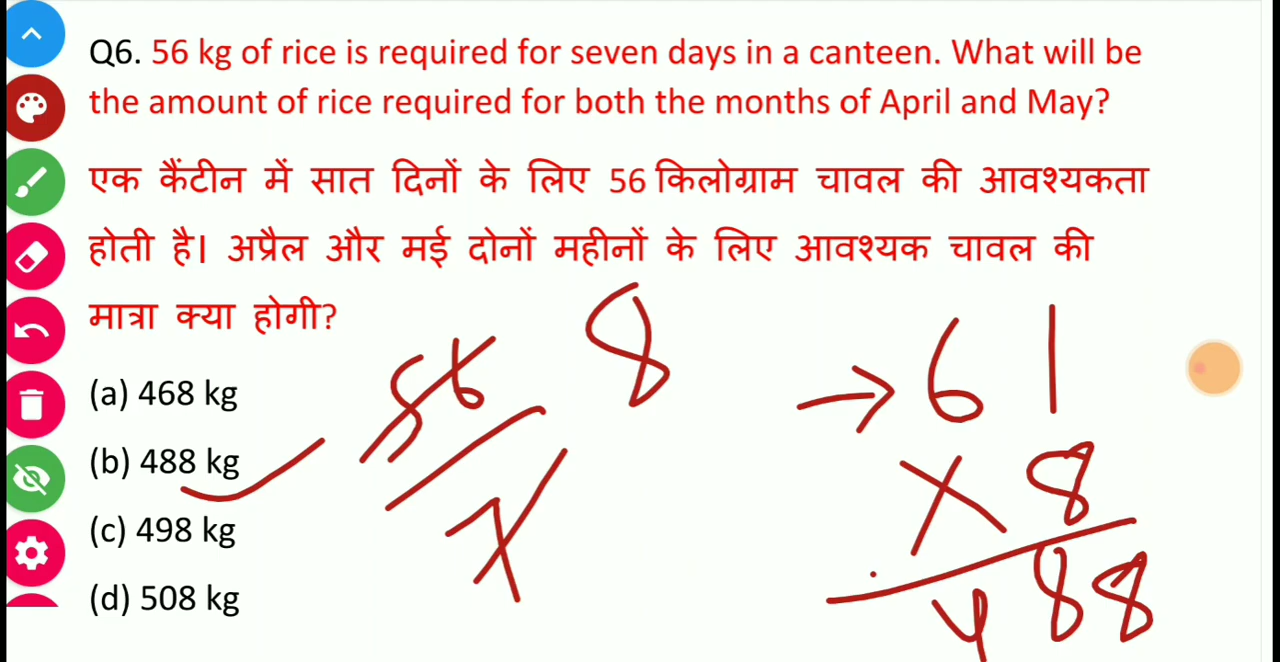 Q6. 56 kg of rice is required for seven days in a canteen. What will be
the amount of rice required for both the months of April and May?
एक कैंटीन में सात दिनों के लिए 56 किलोग्राम चावल की आवश्यकता
होती है। अप्रैल और मई दोनों महीनों के लिए आवश्यक चावल की
मात्रा क्या होगी?
(a) 468 kg
(b) 488 kg
(c) 498 kg
(d) 508 kg
56 8
7
→ 61
× 8
488